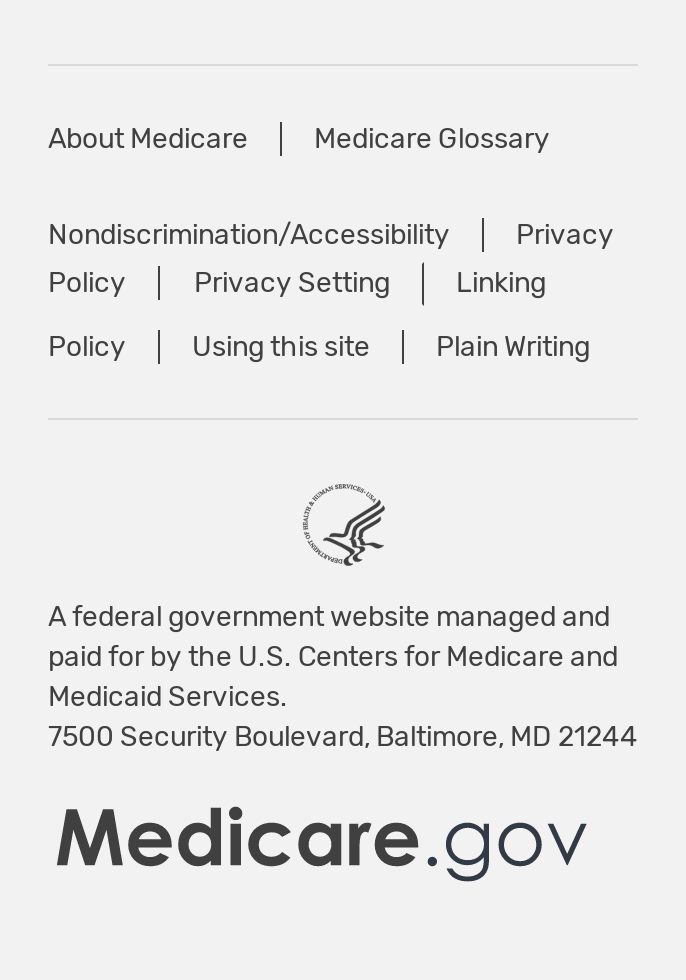 About Medicare | Medicare Glossary
Nondiscrimination/Accessibility | Privacy
Policy | Privacy Setting | Linking
Policy | Using this site | Plain Writing
DEPARTMENT OF HEALTH & HUMAN SERVICES • USA
A federal government website managed and
paid for by the U.S. Centers for Medicare and
Medicaid Services.
7500 Security Boulevard, Baltimore, MD 21244
Medicare.gov